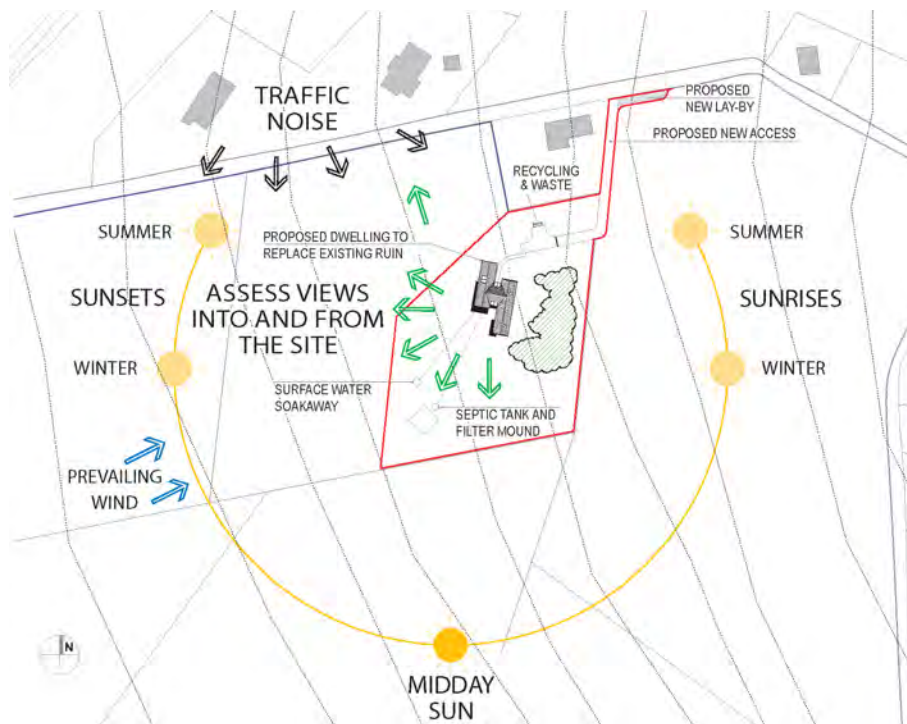 TRAFFIC
NOISE
PROPOSED
NEW LAY-BY
PROPOSED NEW ACCESS
RECYCLING
& WASTE
SUMMER
PROPOSED DWELLING TO
REPLACE EXISTING RUIN
SUMMER
SUNSETS
ASSESS VIEWS
INTO AND FROM
THE SITE
SUNRISES
WINTER
WINTER
SURFACE WATER
SOAKAWAY
SEPTIC TANK AND
FILTER MOUND
PREVAILING
WIND
N
MIDDAY
SUN